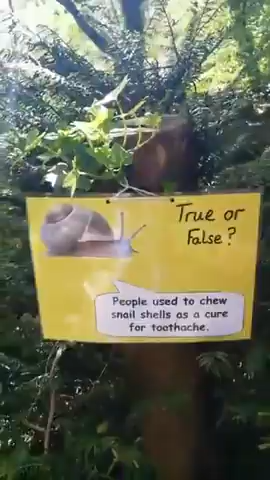 True or
False?
People used to chew
snail shells as a cure
for toothache.